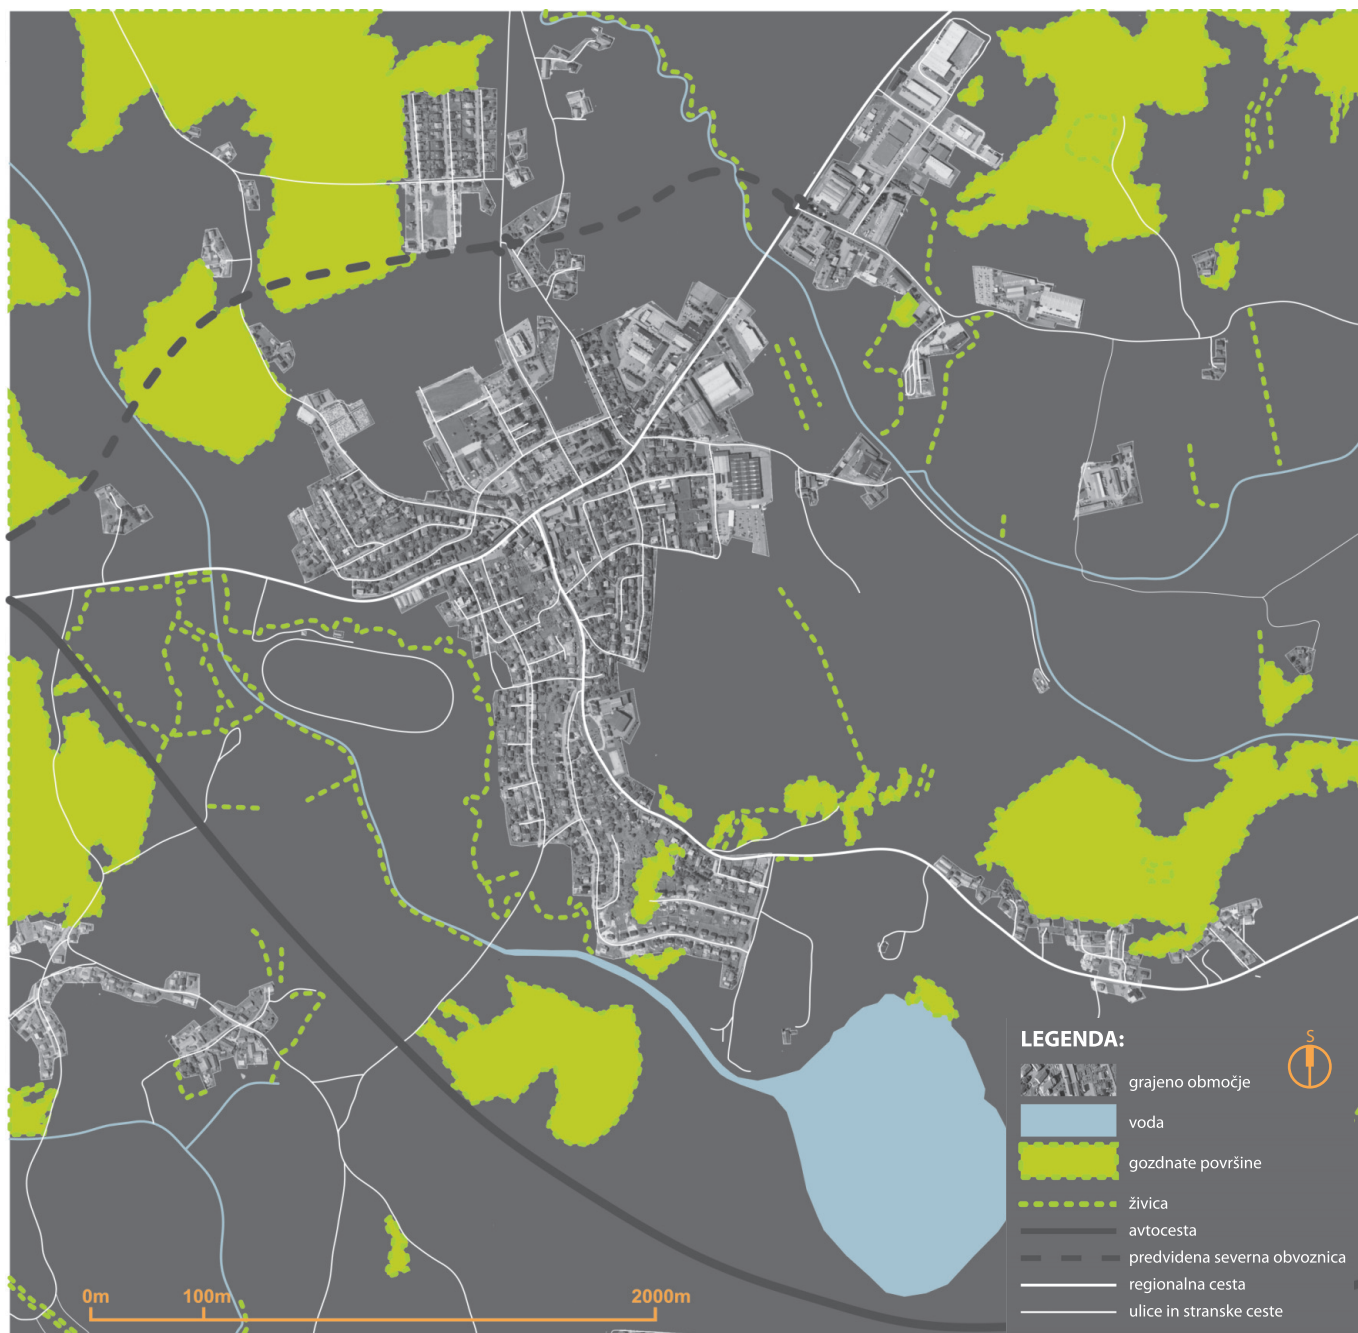 LEGENDA:
S
grajeno območje
voda
gozdnate površine
živica
avtocesta
predvidena severna obvoznica
regionalna cesta
ulice in stranske ceste
0m 100m 2000m